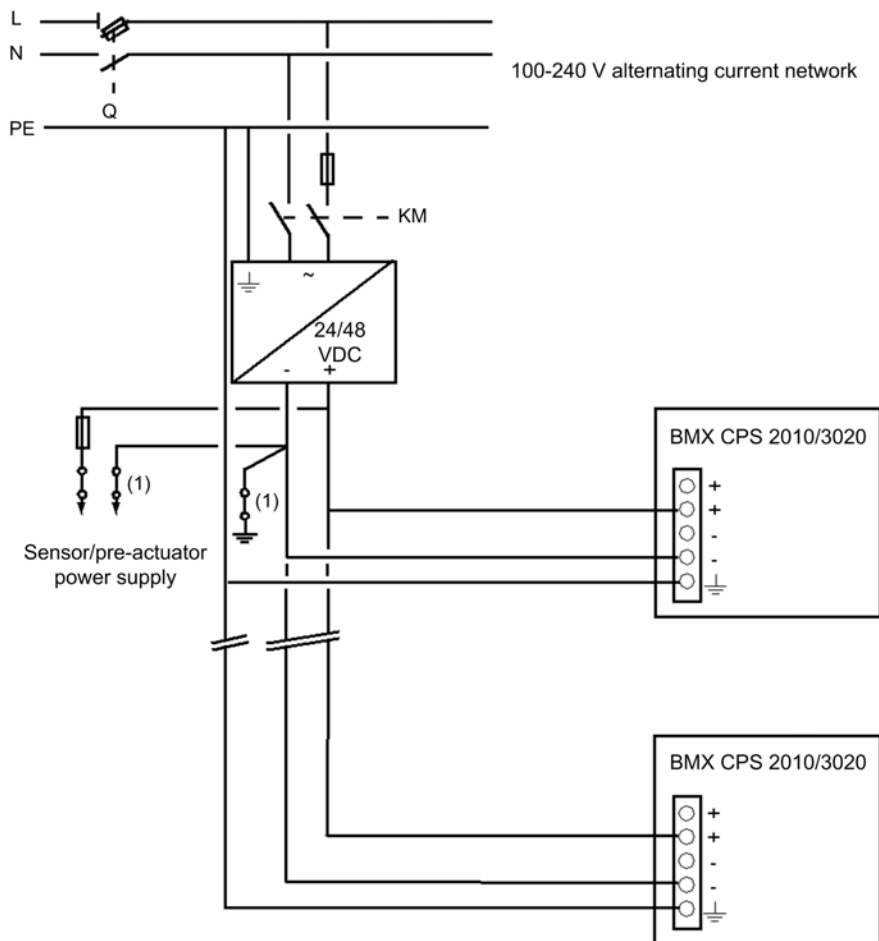 L
N
100-240 V alternating current network
Q
PE
KM
~
24/48
VDC
- +
BMX CPS 2010/3020
+
+
-
-
(1)
(1)
Sensor/pre-actuator
power supply
BMX CPS 2010/3020
+
+
-
-